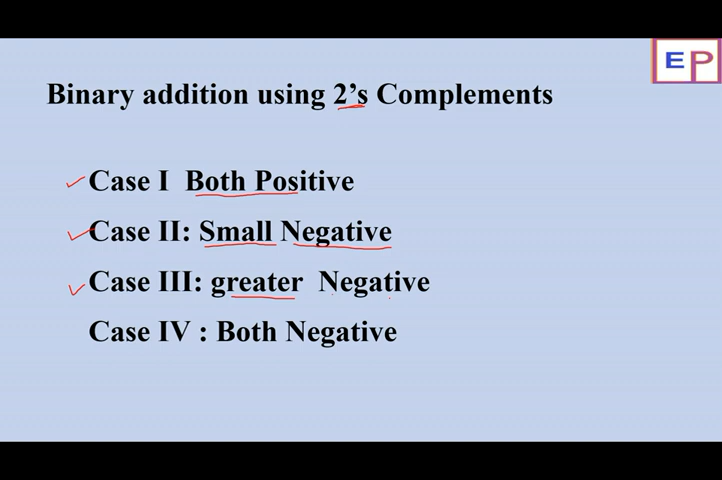 EP
Binary addition using 2's Complements
Case I Both Positive
Case II: Small Negative
Case III: greater Negative
Case IV : Both Negative